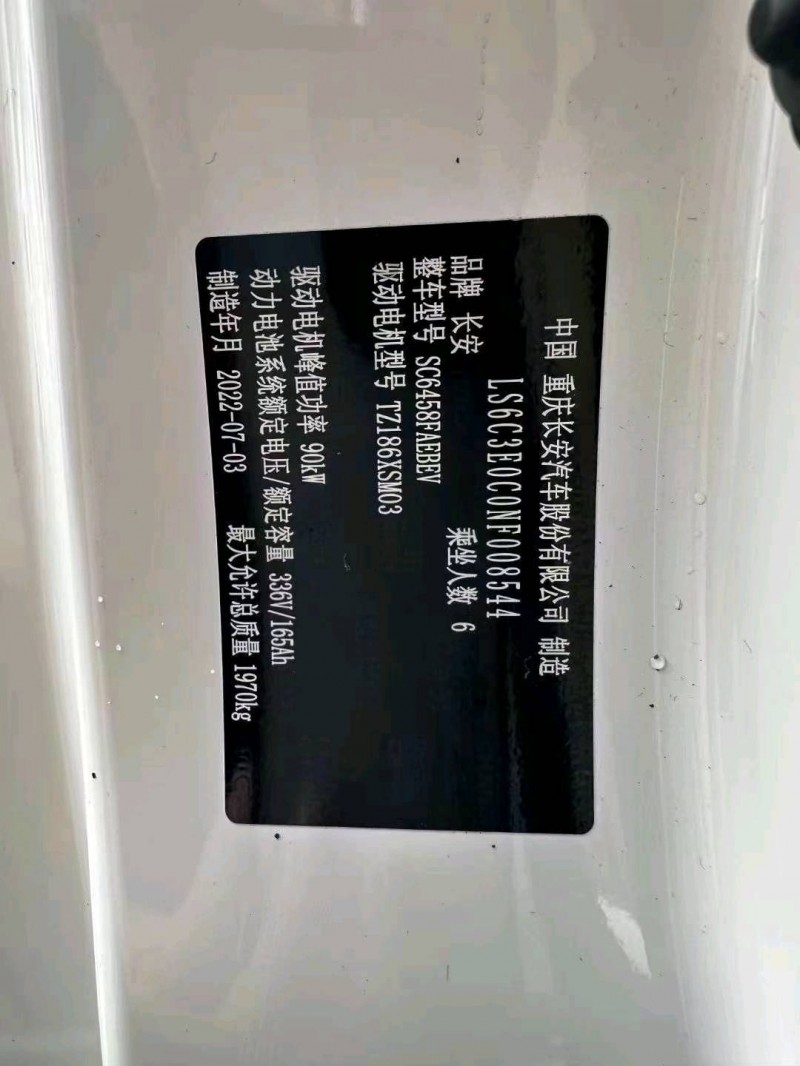 中国 重庆长安汽车股份有限公司 制造
LS6C3E0C0NF008544
品牌 长安 乘坐人数 6
整车型号 SC6458FAEBEV
驱动电机型号 TZ186XSM03
驱动电机峰值功率 90kW
动力电池系统额定电压/额定容量 336V/165Ah
制造年月 2022-07-03 最大允许总质量 1970kg